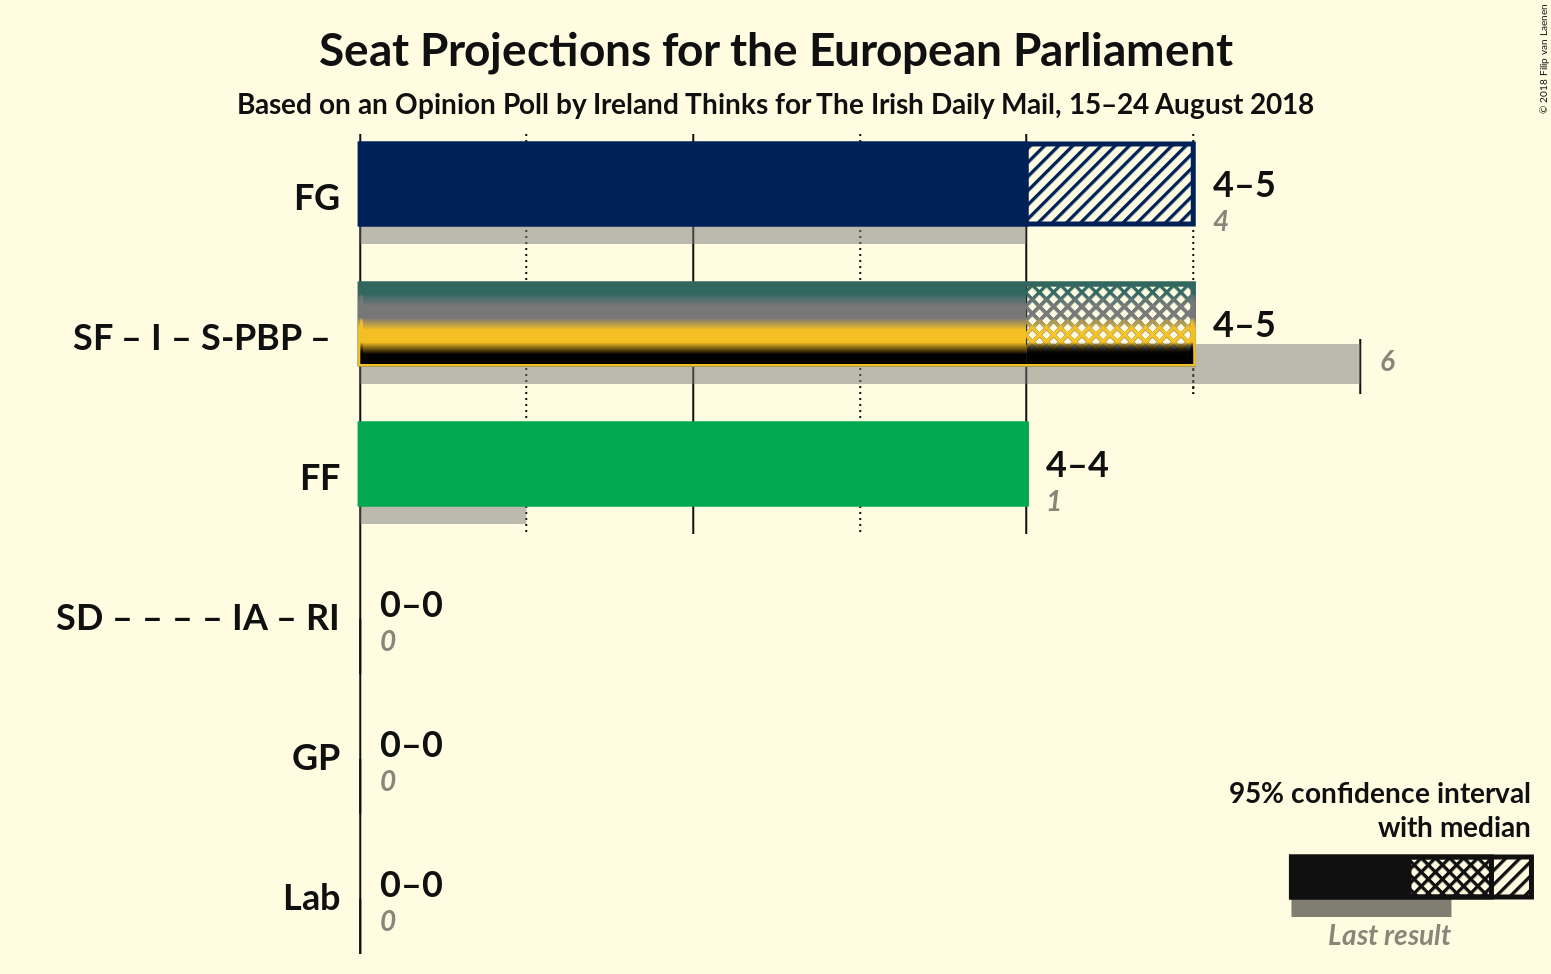 Seat Projections for the European Parliament
Based on an Opinion Poll by Ireland Thinks for The Irish Daily Mail, 15–24 August 2018
© 2018 Filip van Laenen
FG
4–5
4
SF – I – S-PBP –
4–5
6
FF
4–4
1
SD – – – – IA – RI
0–0
0
GP
0–0
0
Lab
0–0
0
95% confidence interval
with median
Last result